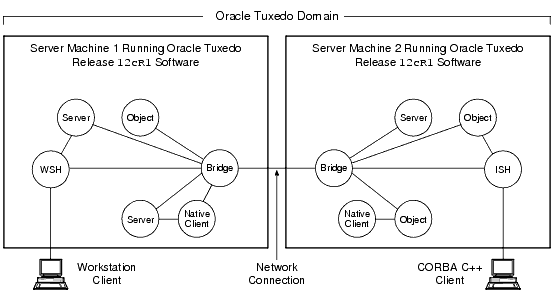 Oracle Tuxedo Domain
Server Machine 1 Running Oracle Tuxedo
Release 12cR1 Software
Server Machine 2 Running Oracle Tuxedo
Release 12cR1 Software
Server
Object
WSH
Bridge
Server
Native
Client
Server
Object
Bridge
ISH
Native
Client
Object
Workstation
Client
Network
Connection
CORBA C++
Client